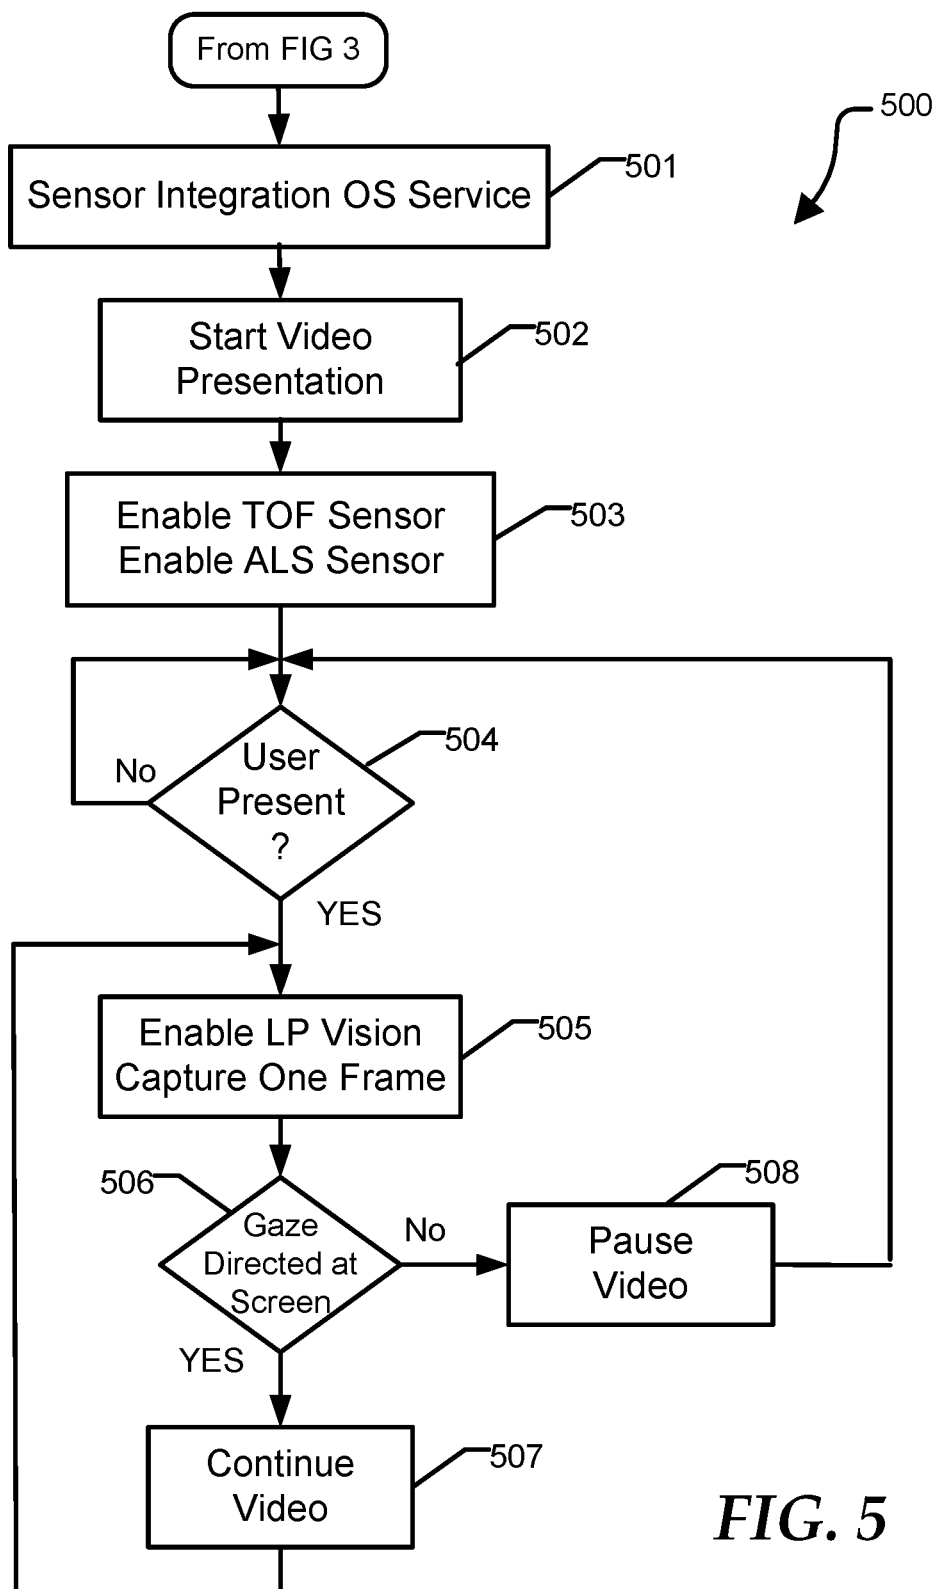 From FIG 3
500
Sensor Integration OS Service
501
Start Video
Presentation
502
Enable TOF Sensor
Enable ALS Sensor
503
User
Present
?
504
No
YES
Enable LP Vision
Capture One Frame
505
506
Gaze
Directed at
Screen
No
508
Pause
Video
YES
Continue
Video
507
FIG. 5